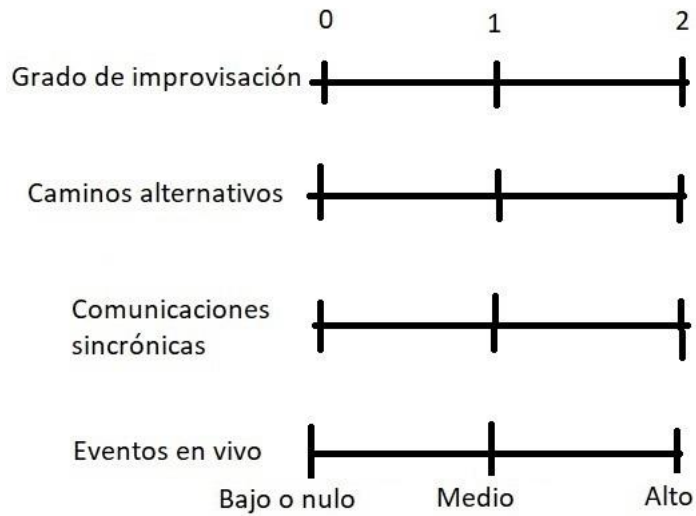 0 1 2
Grado de improvisación
Caminos alternativos
Comunicaciones
sincrónicas
Eventos en vivo
Bajo o nulo Medio Alto